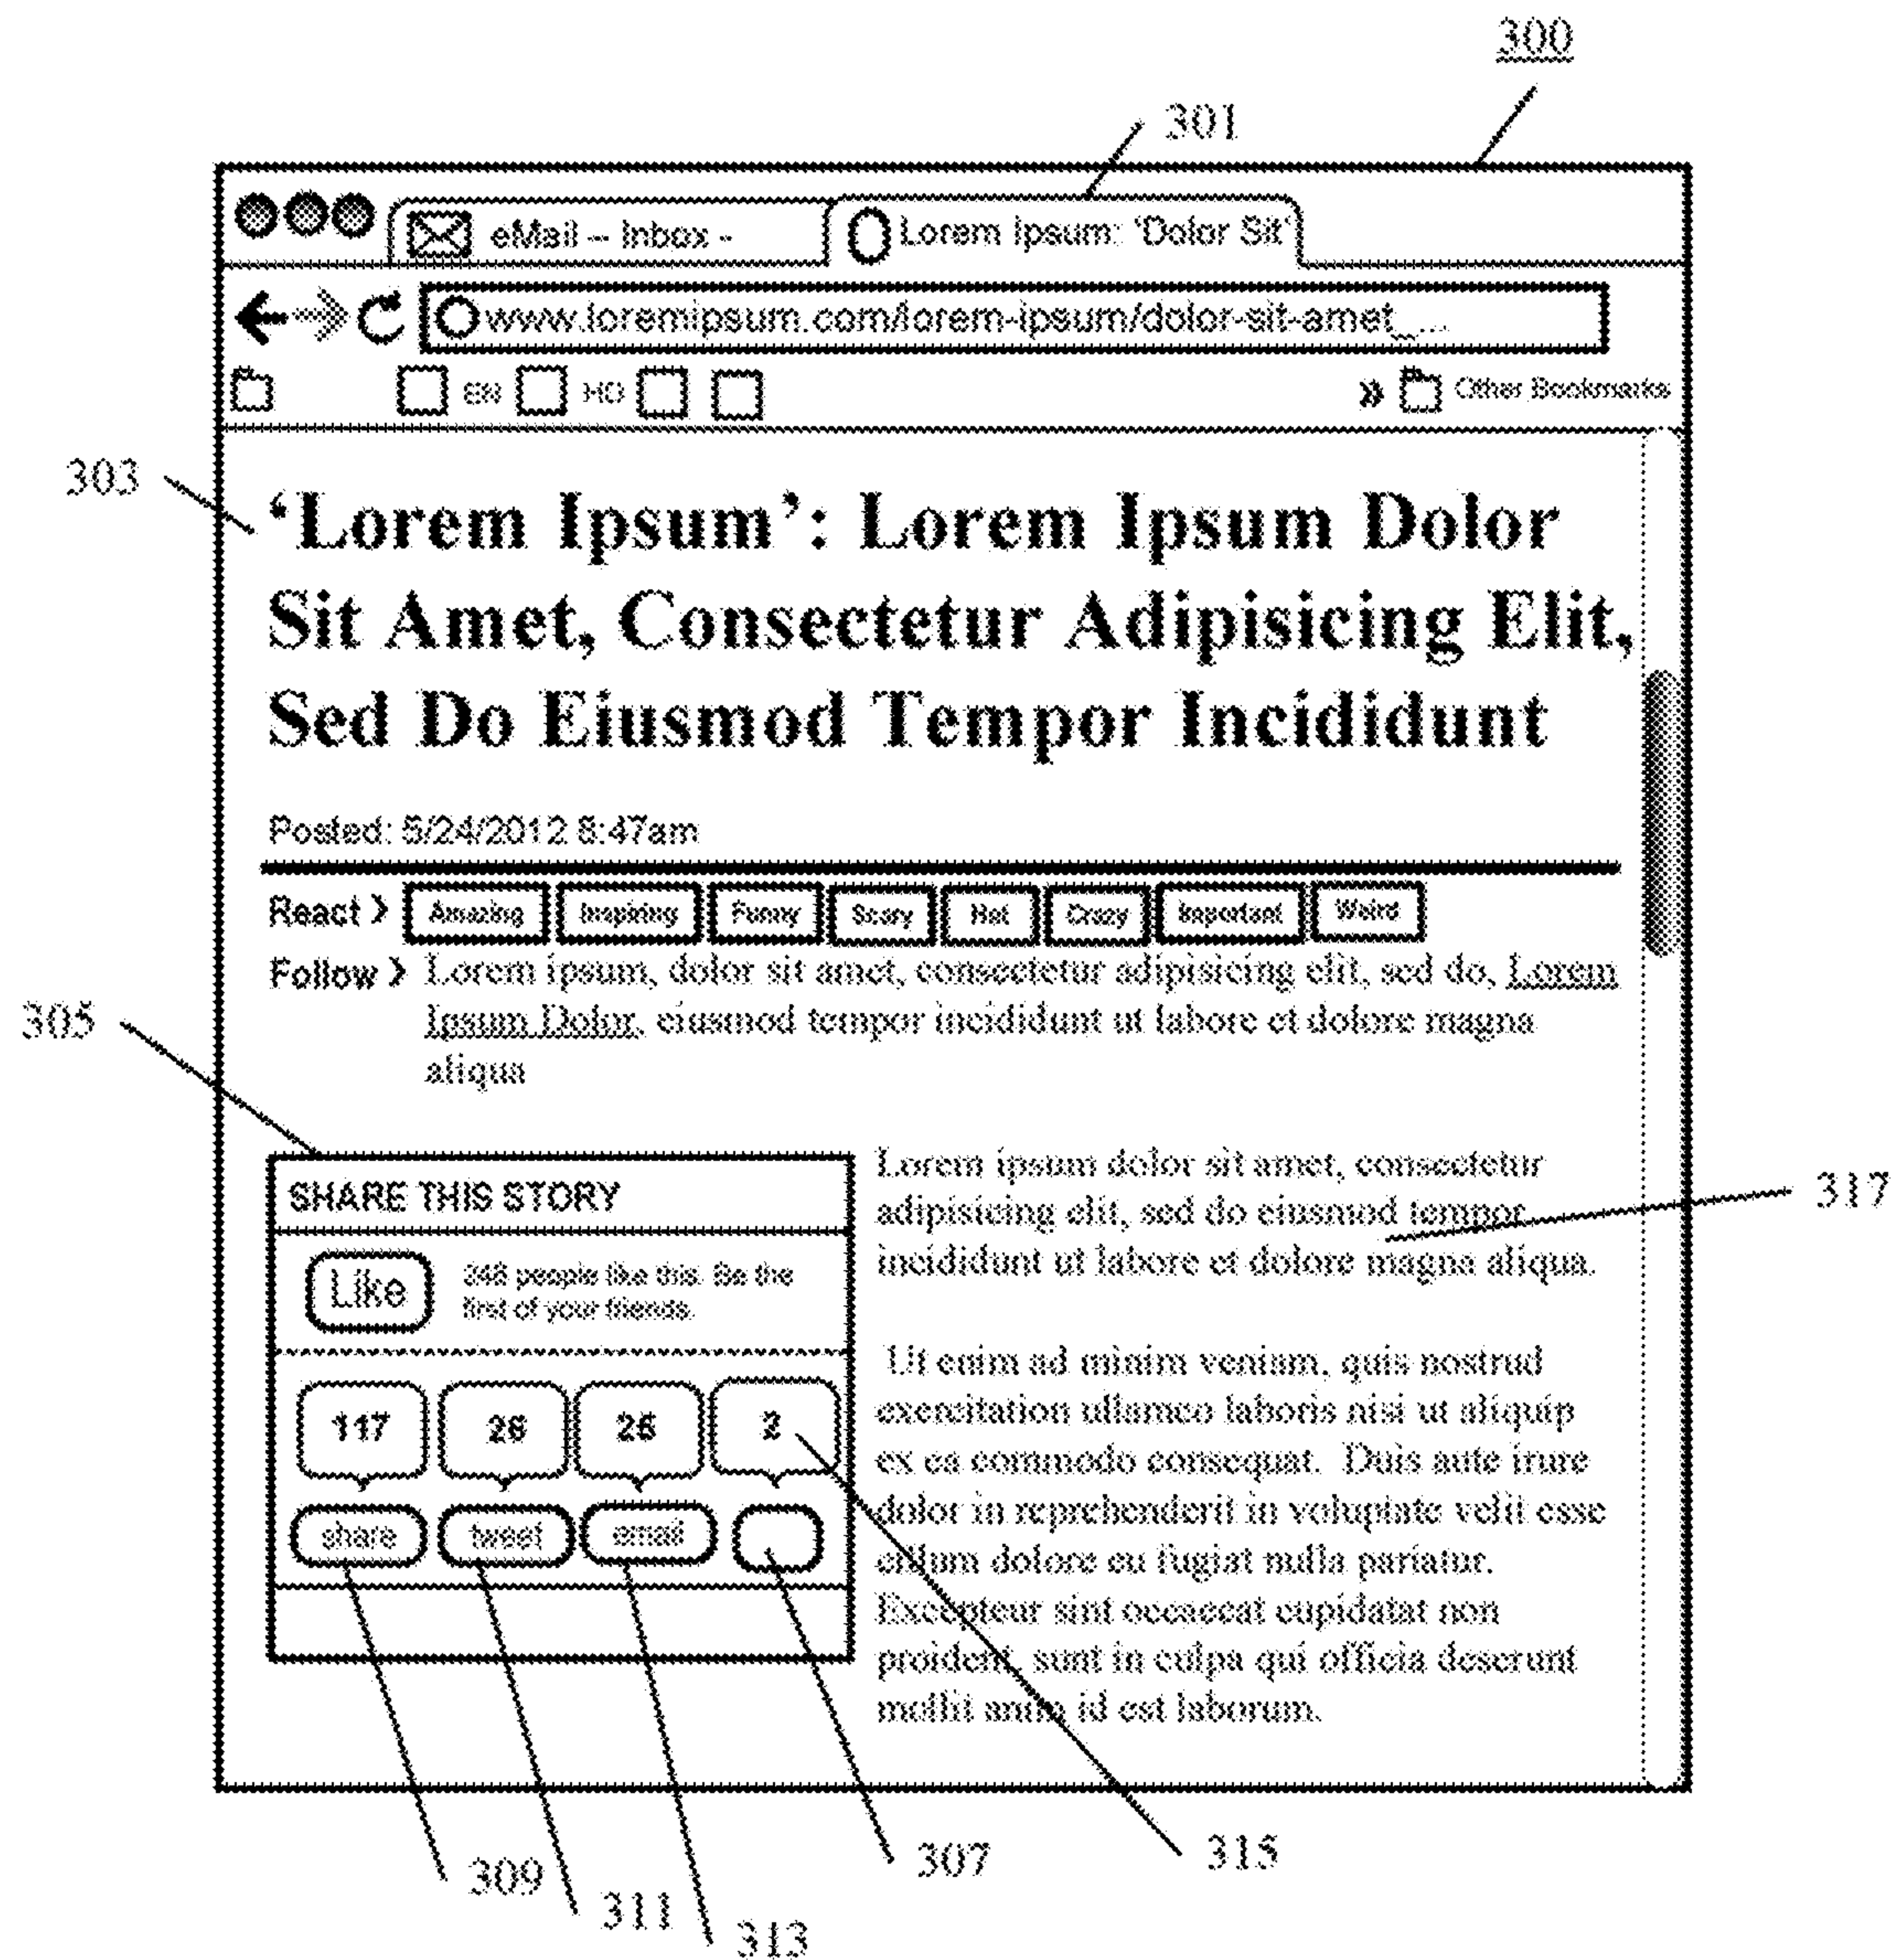 300
301
eMail – Inbox -
Lorem Ipsum: 'Dolor Sit'
www.loremipsum.com/lorem-ipsum/dolor-sit-amet_...
EN HO » Other Bookmarks
303
'Lorem Ipsum': Lorem Ipsum Dolor
Sit Amet, Consectetur Adipisicing Elit,
Sed Do Eiusmod Tempor Incididunt
Posted: 5/24/2012 8:47am
React > Amazing Inspiring Funny Scary Hot Crazy Important Weird
Follow > Lorem ipsum, dolor sit amet, consectetur adipisicing elit, sed do, Lorem
Ipsum Dolor, eiusmod tempor incididunt ut labore et dolore magna
aliqua
305
SHARE THIS STORY
Like
348 people like this. Be the
first of your friends.
117 26 25 2
share tweet email
Lorem ipsum dolor sit amet, consectetur
adipisicing elit, sed do eiusmod tempor
incididunt ut labore et dolore magna aliqua.
317
Ut enim ad minim veniam, quis nostrud
exercitation ullamco laboris nisi ut aliquip
ex ea commodo consequat. Duis aute irure
dolor in reprehenderit in voluptate velit esse
cillum dolore eu fugiat nulla pariatur.
Excepteur sint occaecat cupidatat non
proident, sunt in culpa qui officia deserunt
mollit anim id est laborum.
309
311
313
307
315